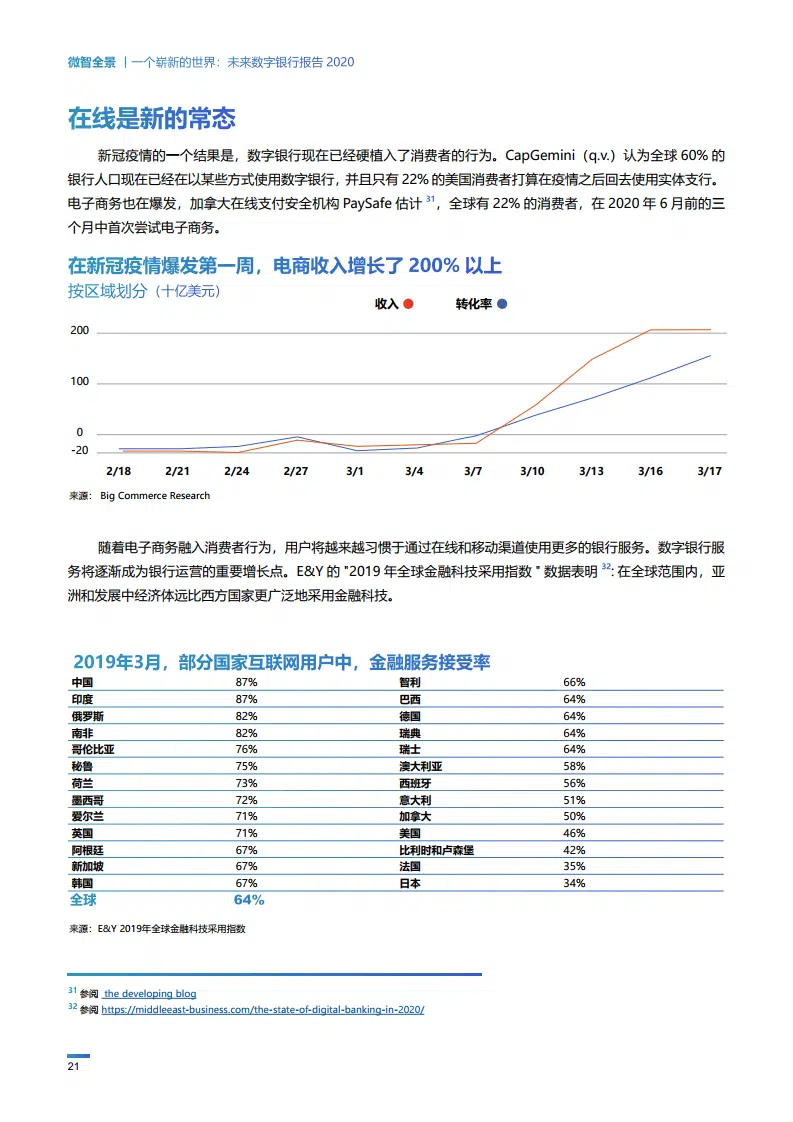 微智全景 ｜一个崭新的世界：未来数字银行报告 2020
在线是新的常态
新冠疫情的一个结果是，数字银行现在已经硬植入了消费者的行为。CapGemini（q.v.）认为全球 60% 的
银行人口现在已经在以某些方式使用数字银行，并且只有 22% 的美国消费者打算在疫情之后回去使用实体支行。
电子商务也在爆发，加拿大在线支付安全机构 PaySafe 估计 31，全球有 22% 的消费者，在 2020 年 6 月前的三
个月中首次尝试电子商务。
在新冠疫情爆发第一周，电商收入增长了 200% 以上
按区域划分（十亿美元）
收入 转化率
200
100
0
-20
2/18 2/21 2/24 2/27 3/1 3/4 3/7 3/10 3/13 3/16 3/17
来源： Big Commerce Research
随着电子商务融入消费者行为，用户将越来越习惯于通过在线和移动渠道使用更多的银行服务。数字银行服
务将逐渐成为银行运营的重要增长点。E&Y 的 "2019 年全球金融科技采用指数 " 数据表明 32: 在全球范围内，亚
洲和发展中经济体远比西方国家更广泛地采用金融科技。
2019年3月，部分国家互联网用户中，金融服务接受率
中国 87% 智利 66%
印度 87% 巴西 64%
俄罗斯 82% 德国 64%
南非 82% 瑞典 64%
哥伦比亚 76% 瑞士 64%
秘鲁 75% 澳大利亚 58%
荷兰 73% 西班牙 56%
墨西哥 72% 意大利 51%
爱尔兰 71% 加拿大 50%
英国 71% 美国 46%
阿根廷 67% 比利时和卢森堡 42%
新加坡 67% 法国 35%
韩国 67% 日本 34%
全球 64%
来源：E&Y 2019年全球金融科技采用指数
31 参阅 the developing blog
32 参阅 https://middleeast-business.com/the-state-of-digital-banking-in-2020/
21